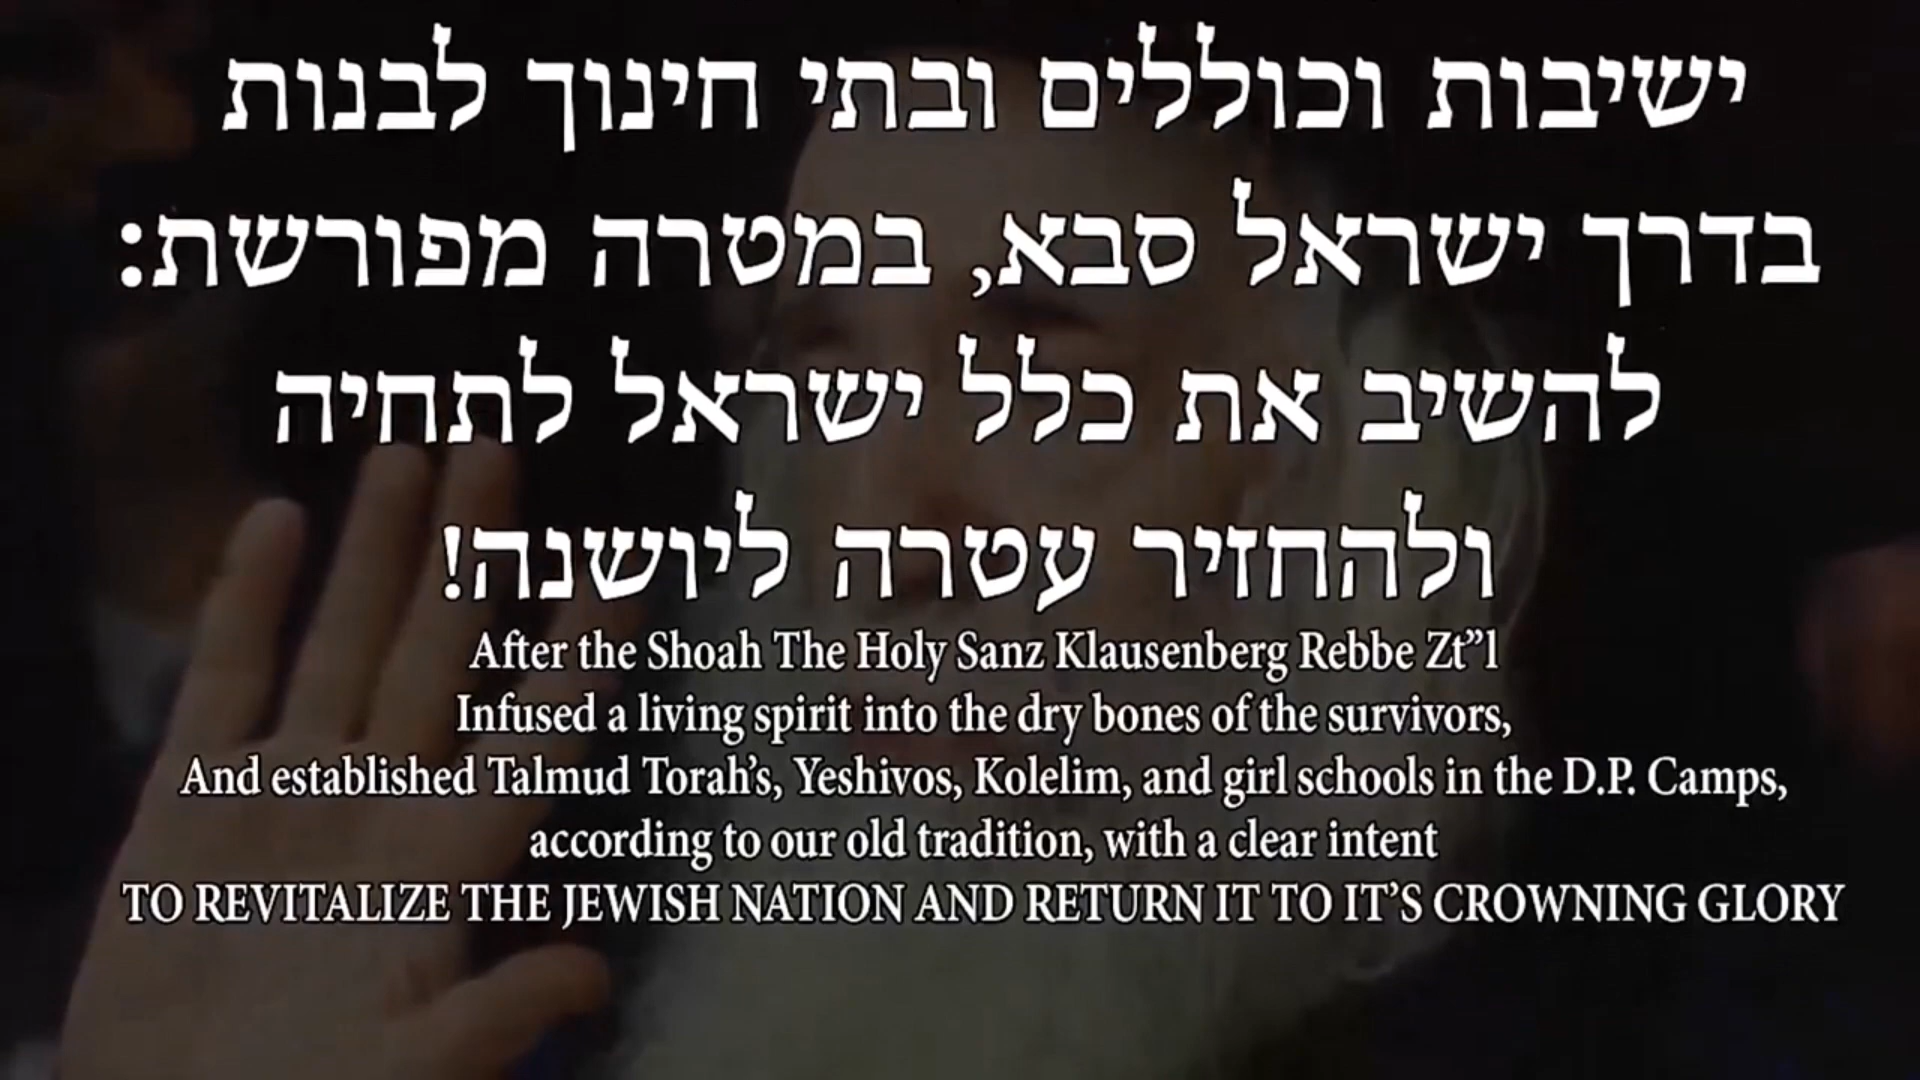 ישיבות וכוללים ובתי חינוך לבנות
בדרך ישראל סבא, במטרה מפורשת:
להשיב את כלל ישראל לתחיה
ולהחזיר עטרה ליושנה!
After the Shoah The Holy Sanz Klausenberg Rebbe Zt”l
Infused a living spirit into the dry bones of the survivors,
And established Talmud Torah’s, Yeshivos, Kolelim, and girl schools in the D.P. Camps,
according to our old tradition, with a clear intent
TO REVITALIZE THE JEWISH NATION AND RETURN IT TO IT’S CROWNING GLORY